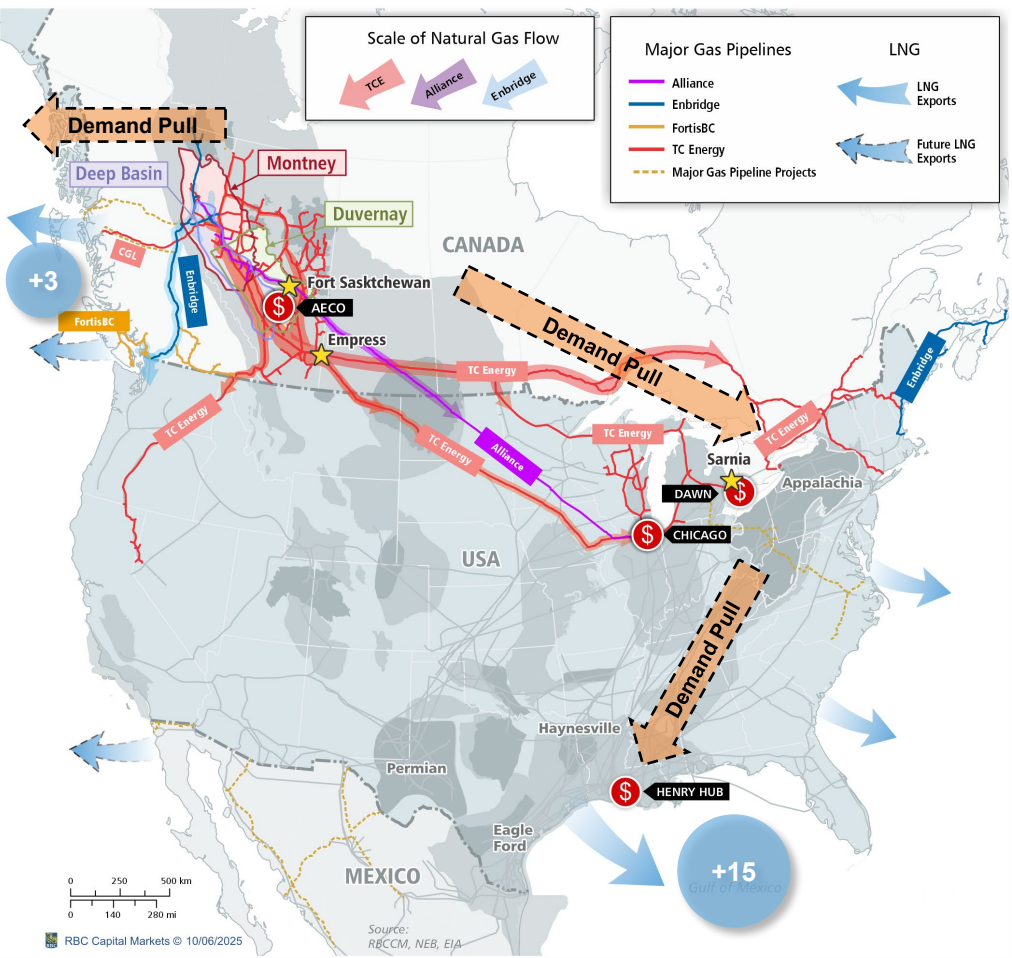 Scale of Natural Gas Flow
TCE
Alliance
Enbridge
Major Gas Pipelines
Alliance
Enbridge
FortisBC
TC Energy
Major Gas Pipeline Projects
LNG
LNG
Exports
Future LNG
Exports
Demand Pull
Deep Basin
Montney
Duvernay
CANADA
CGL
+3
Enbridge
Fort Sasktchewan
$
AECO
FortisBC
Empress
Demand Pull
TC Energy
Enbridge
TC Energy
TC Energy
Alliance
TC Energy
TC Energy
Sarnia
DAWN
$
Appalachia
$
CHICAGO
USA
Demand Pull
Haynesville
Permian
$
HENRY HUB
Eagle
Ford
+15
Gulf of Mexico
MEXICO
0 250 500 km
0 140 280 mi
Source:
RBCCM, NEB, EIA
RBC
RBC Capital Markets © 10/06/2025